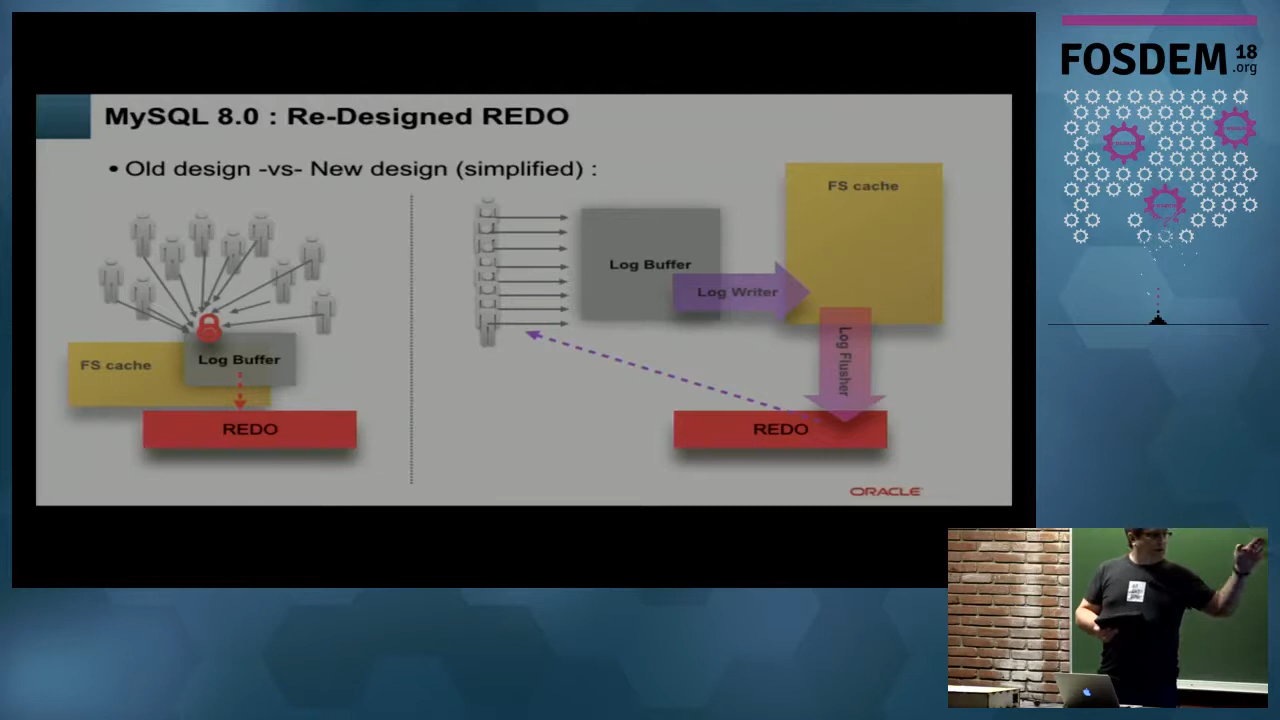 MySQL 8.0 : Re-Designed REDO
• Old design -vs- New design (simplified) :
FS cache
Log Buffer
REDO
Log Buffer
Log Writer
FS cache
Log Flusher
REDO
ORACLE
FOSDEM 18
.org